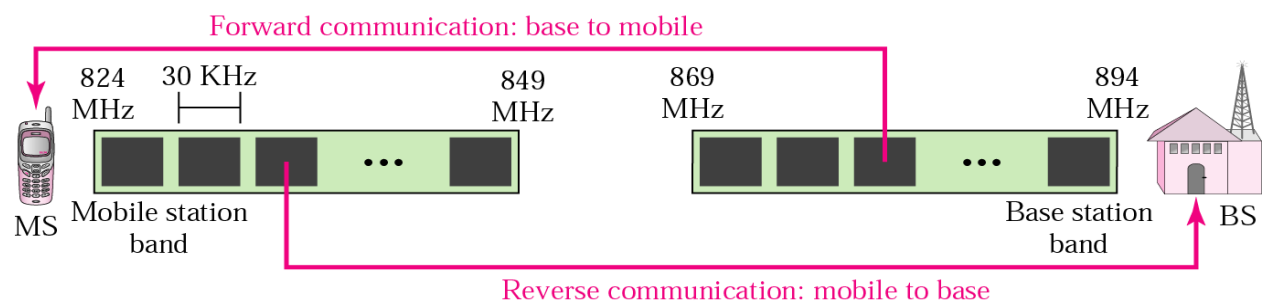 Forward communication: base to mobile
824
MHz
30 KHz
849
MHz
869
MHz
894
MHz
MS
Mobile station
band
Base station
band
BS
Reverse communication: mobile to base